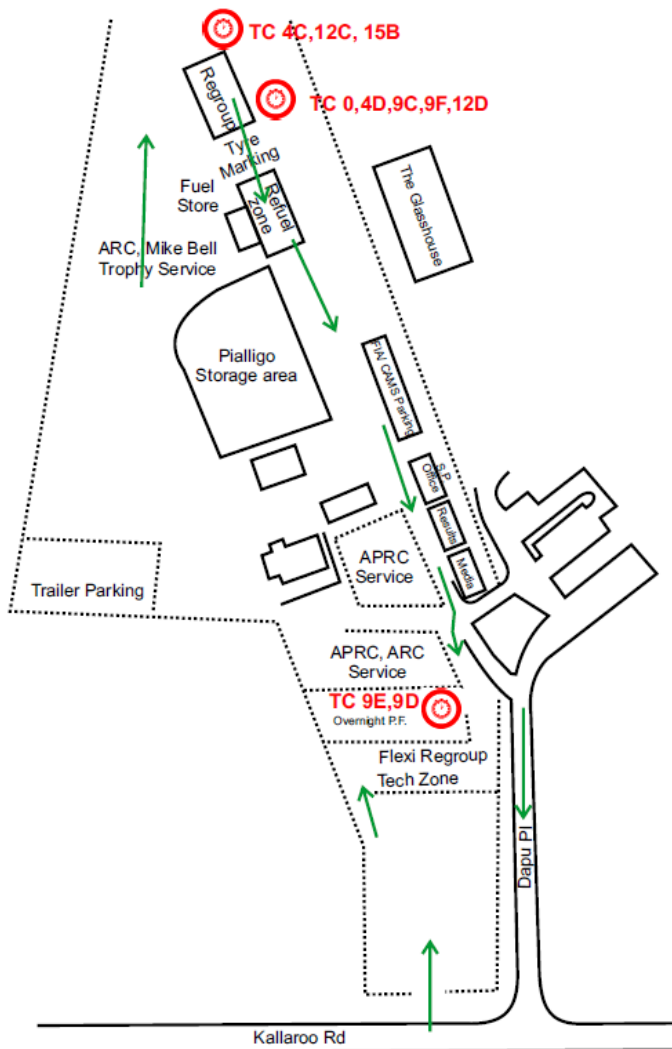 TC 4C,12C, 15B
Regroup
TC 0,4D,9C,9F,12D
Tyre
Marking
Fuel
Store
Refuel
zone
The Glasshouse
ARC, Mike Bell
Trophy Service
Pialligo
Storage area
FIA/ CAMS Parking
S.P
Office
Results
Media
APRC
Service
Trailer Parking
APRC, ARC
Service
TC 9E,9D
Overnight P.F.
Flexi Regroup
Tech Zone
Dapu Pl
Kallaroo Rd